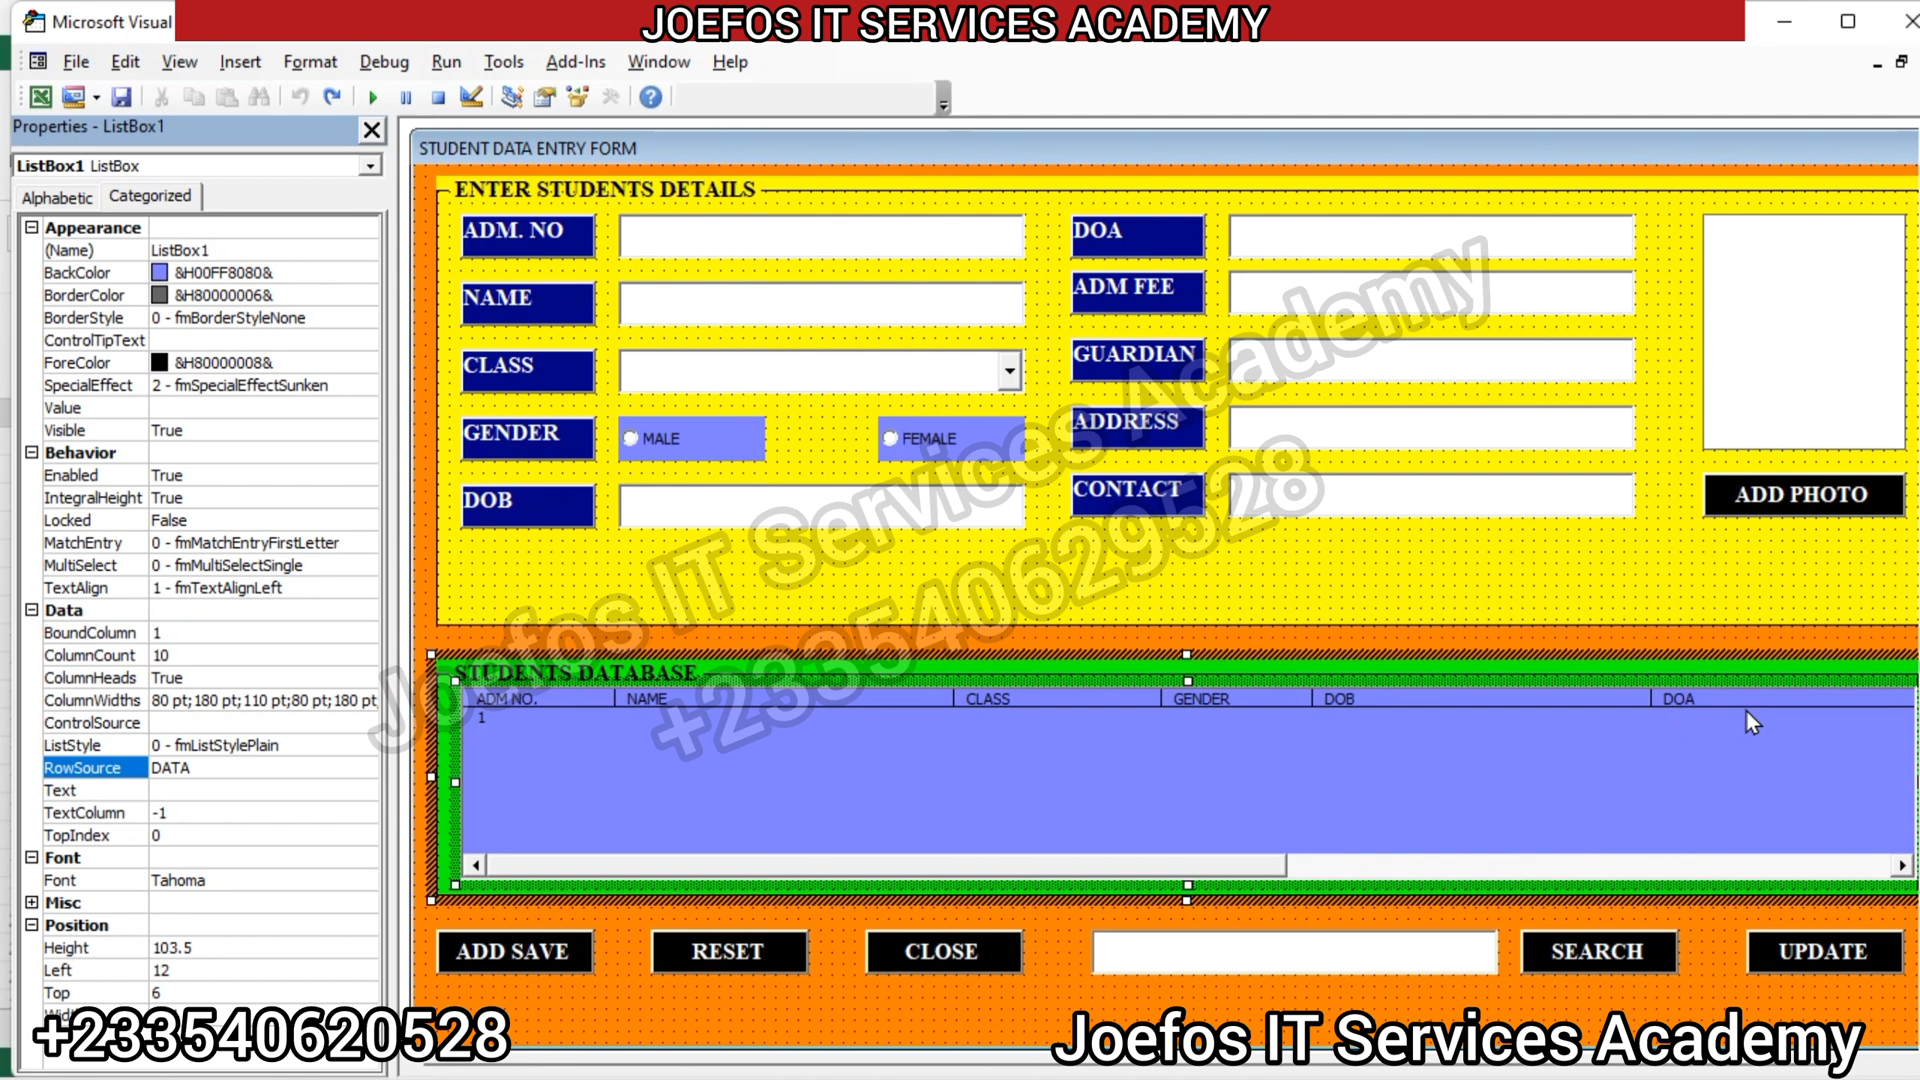 Microsoft Visual
JOEFOS IT SERVICES ACADEMY
File Edit View Insert Format Debug Run Tools Add-Ins Window Help
Properties - ListBox1
ListBox1 ListBox
Alphabetic Categorized
Appearance
(Name) ListBox1
BackColor &H00FF8080&
BorderColor &H80000006&
BorderStyle 0 - fmBorderStyleNone
ControlTipText
ForeColor &H80000008&
SpecialEffect 2 - fmSpecialEffectSunken
Value
Visible True
Behavior
Enabled True
IntegralHeight True
Locked False
MatchEntry 0 - fmMatchEntryFirstLetter
MultiSelect 0 - fmMultiSelectSingle
TextAlign 1 - fmTextAlignLeft
Data
BoundColumn 1
ColumnCount 10
ColumnHeads True
ColumnWidths 80 pt;180 pt;110 pt;80 pt;180 pt
ControlSource
ListStyle 0 - fmListStylePlain
RowSource DATA
Text
TextColumn -1
TopIndex 0
Font
Font Tahoma
Misc
Position
Height 103.5
Left 12
Top 6
STUDENT DATA ENTRY FORM
ENTER STUDENTS DETAILS
ADM. NO
NAME
CLASS
GENDER MALE FEMALE
DOB
DOA
ADM FEE
GUARDIAN
ADDRESS
CONTACT
ADD PHOTO
STUDENTS DATABASE
ADM NO. NAME CLASS GENDER DOB DOA
1
ADD SAVE RESET CLOSE SEARCH UPDATE
Joefos IT Services Academy
+233540629528
+233540620528
Joefos IT Services Academy